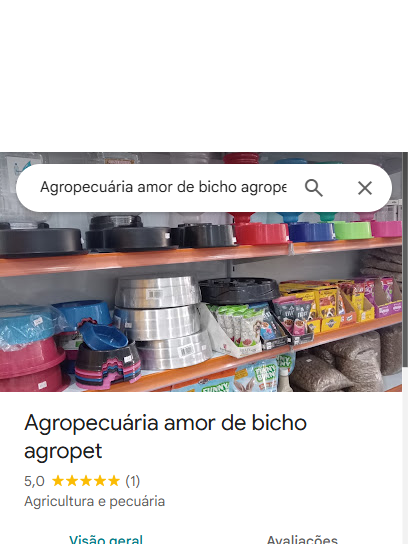 Agropecuária amor de bicho agrope
Agropecuária amor de bicho
agropet
5,0 ★★★★★ (1)
Agricultura e pecuária
Visão geral Avaliações